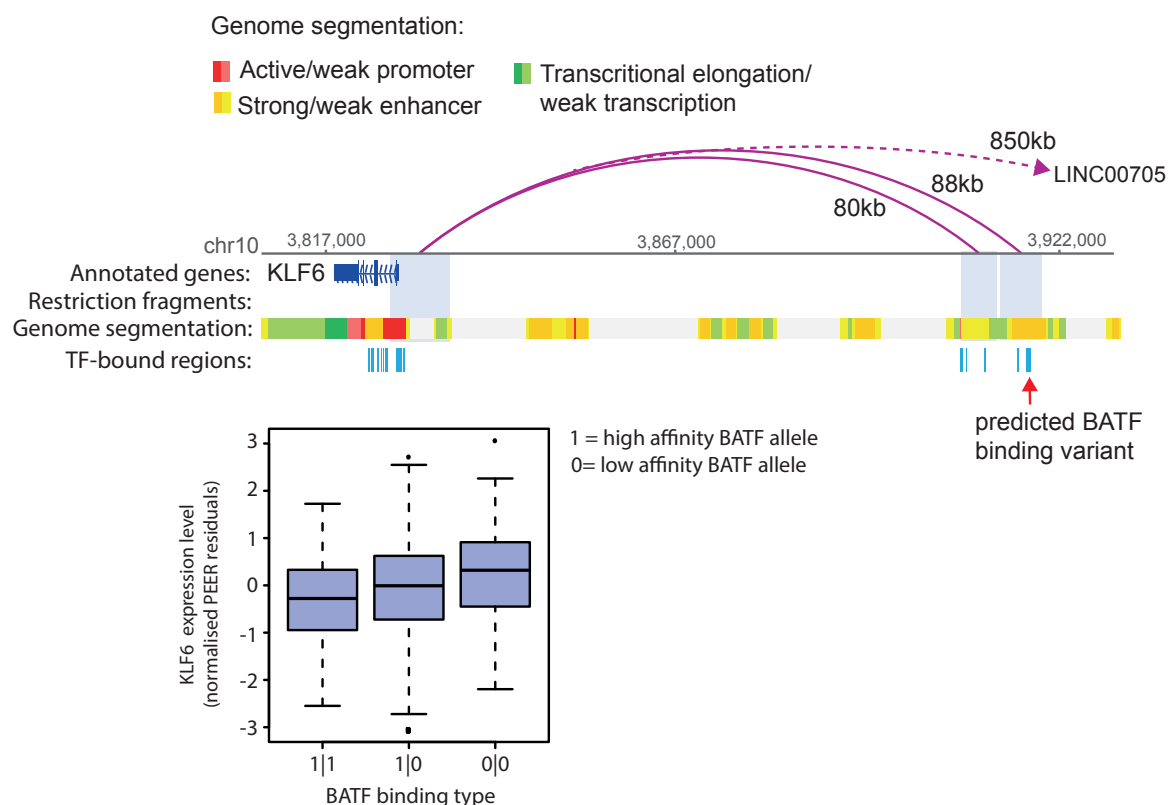 Genome segmentation:
Active/weak promoter
Strong/weak enhancer
Transcritional elongation/
weak transcription
850kb
LINC00705
88kb
80kb
chr10
3,817,000
3,867,000
3,922,000
Annotated genes:
KLF6
Restriction fragments:
Genome segmentation:
TF-bound regions:
predicted BATF
binding variant
1 = high affinity BATF allele
0= low affinity BATF allele
KLF6 expression level
(normalised PEER residuals)
3
2
1
0
-1
-2
-3
1|1
1|0
0|0
BATF binding type